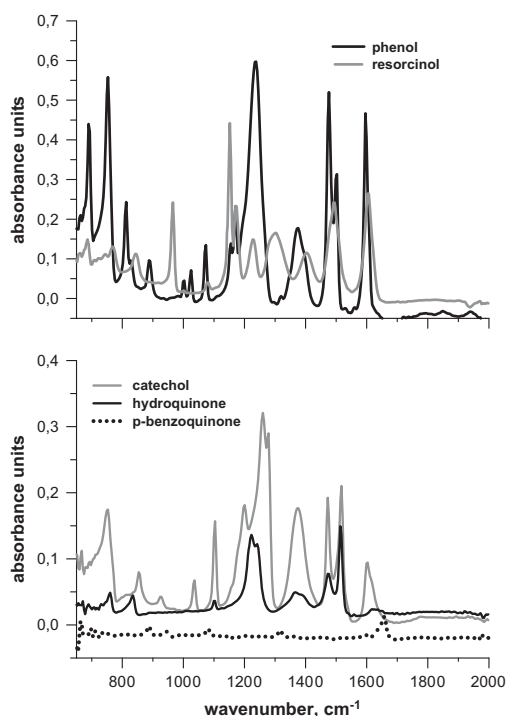 0,7
0,6
0,5
0,4
0,3
0,2
0,1
0,0
absorbance units
phenol
resorcinol
0,4
0,3
0,2
0,1
0,0
absorbance units
catechol
hydroquinone
p-benzoquinone
800 1000 1200 1400 1600 1800 2000
wavenumber, cm-1